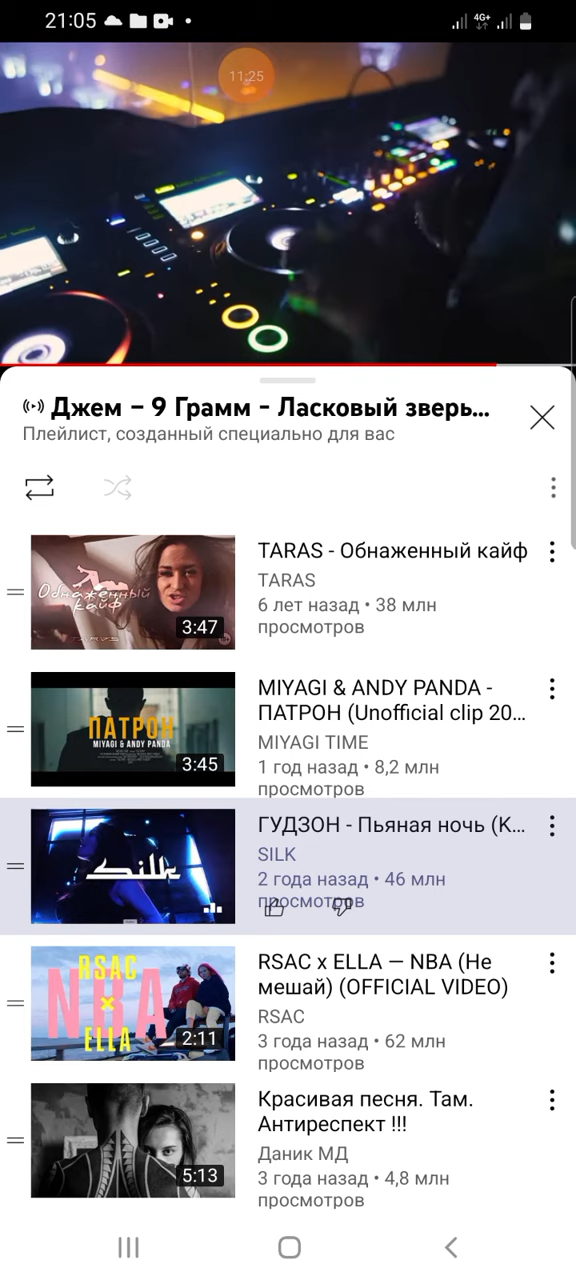 21:05
4G+
11:25
Джем – 9 Грамм - Ласковый зверь...
Плейлист, созданный специально для вас
Обнаженный
кайф
3:47
TARAS - Обнаженный кайф
TARAS
6 лет назад • 38 млн
просмотров
ПАТРОН
MIYAGI & ANDY PANDA
3:45
MIYAGI & ANDY PANDA -
ПАТРОН (Unofficial clip 20...
MIYAGI TIME
1 год назад • 8,2 млн
просмотров
silk
ГУДЗОН - Пьяная ночь (K...
SILK
2 года назад • 46 млн
просмотров
RSAC
x
NBA
ELLA
2:11
RSAC x ELLA — NBA (Не
мешай) (OFFICIAL VIDEO)
RSAC
3 года назад • 62 млн
просмотров
5:13
Красивая песня. Там.
Антиреспект !!!
Даник МД
3 года назад • 4,8 млн
просмотров